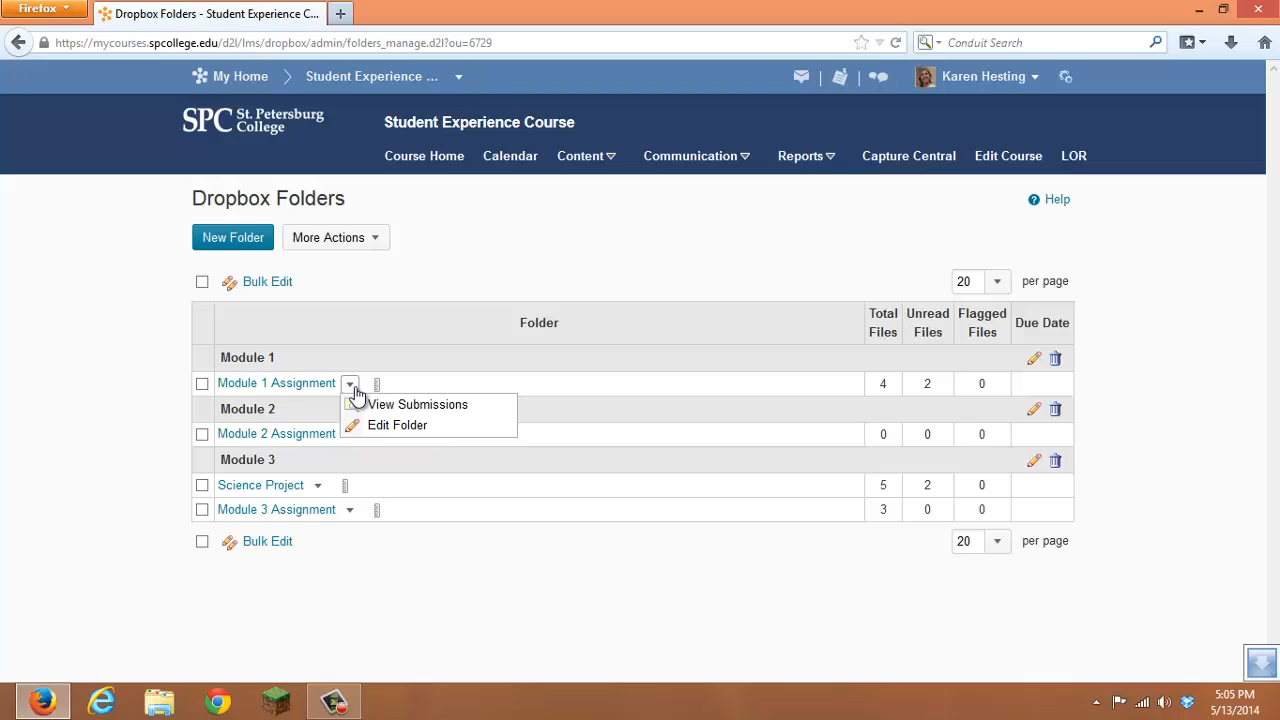 Firefox
Dropbox Folders - Student Experience C...
https://mycourses.spcollege.edu/d2l/lms/dropbox/admin/folders_manage.d2l?ou=6729
Conduit Search
My Home
Student Experience ...
Karen Hesting
SPC St. Petersburg College
Student Experience Course
Course Home
Calendar
Content
Communication
Reports
Capture Central
Edit Course
LOR
Dropbox Folders
Help
New Folder
More Actions
Bulk Edit
20 per page
Folder
Total Files
Unread Files
Flagged Files
Due Date
Module 1
Module 1 Assignment 4 2 0
View Submissions
Module 2
Edit Folder
Module 2 Assignment 0 0 0
Module 3
Science Project 5 2 0
Module 3 Assignment 3 0 0
Bulk Edit
20 per page
5:05 PM
5/13/2014